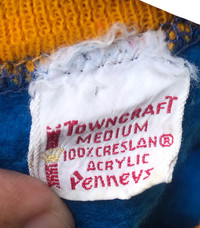 TOWNCRAFT
MEDIUM
100% CRESLAN®
ACRYLIC
Penneys